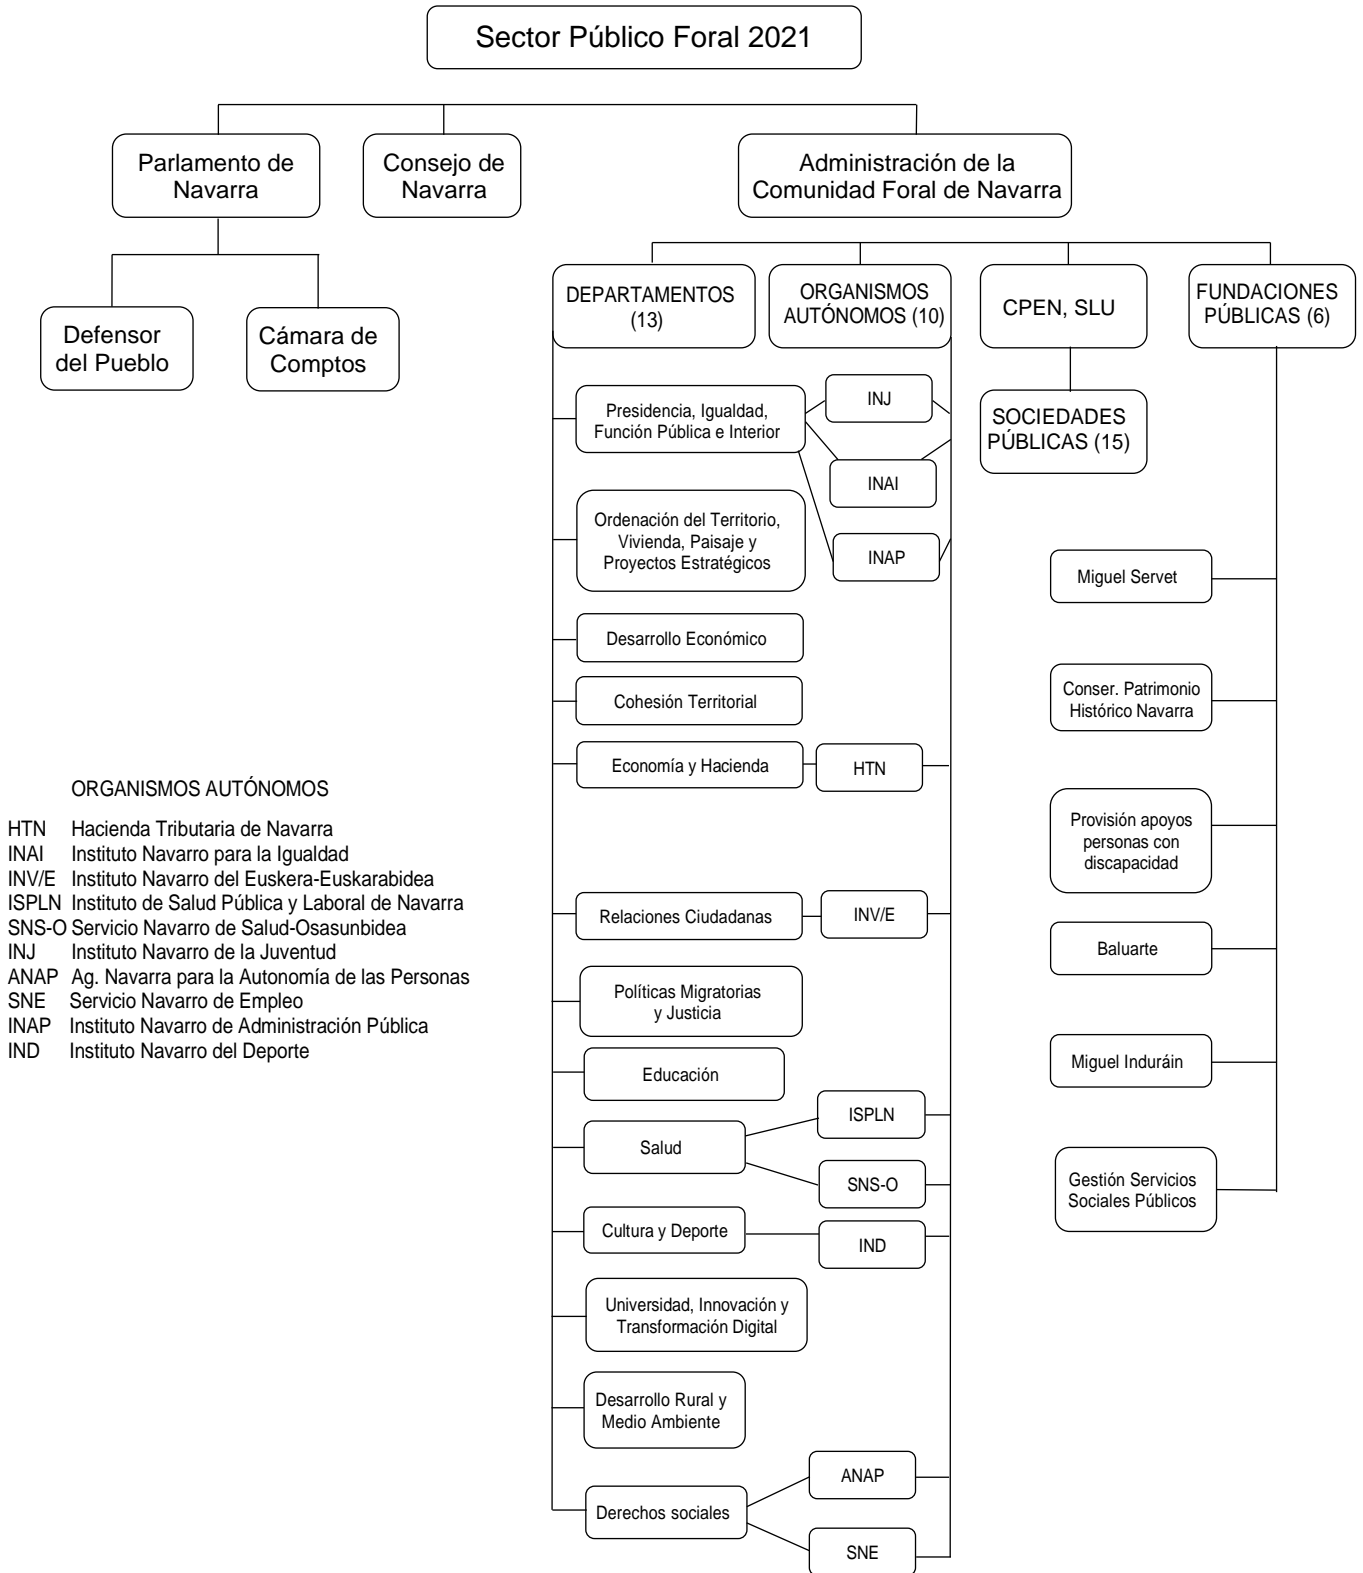 Sector Público Foral 2021
Parlamento de
Navarra
Consejo de
Navarra
Administración de la
Comunidad Foral de Navarra
Defensor
del Pueblo
Cámara de
Comptos
DEPARTAMENTOS
(13)
ORGANISMOS
AUTÓNOMOS (10)
CPEN, SLU
FUNDACIONES
PÚBLICAS (6)
SOCIEDADES
PÚBLICAS (15)
Presidencia, Igualdad,
Función Pública e Interior
INJ
INAI
INAP
Ordenación del Territorio,
Vivienda, Paisaje y
Proyectos Estratégicos
Desarrollo Económico
Cohesión Territorial
Economía y Hacienda
HTN
Relaciones Ciudadanas
INV/E
Políticas Migratorias
y Justicia
Educación
Salud
ISPLN
SNS-O
Cultura y Deporte
IND
Universidad, Innovación y
Transformación Digital
Desarrollo Rural y
Medio Ambiente
Derechos sociales
ANAP
SNE
Miguel Servet
Conser. Patrimonio
Histórico Navarra
Provisión apoyos
personas con
discapacidad
Baluarte
Miguel Induráin
Gestión Servicios
Sociales Públicos
ORGANISMOS AUTÓNOMOS
HTN Hacienda Tributaria de Navarra
INAI Instituto Navarro para la Igualdad
INV/E Instituto Navarro del Euskera-Euskarabidea
ISPLN Instituto de Salud Pública y Laboral de Navarra
SNS-O Servicio Navarro de Salud-Osasunbidea
INJ Instituto Navarro de la Juventud
ANAP Ag. Navarra para la Autonomía de las Personas
SNE Servicio Navarro de Empleo
INAP Instituto Navarro de Administración Pública
IND Instituto Navarro del Deporte